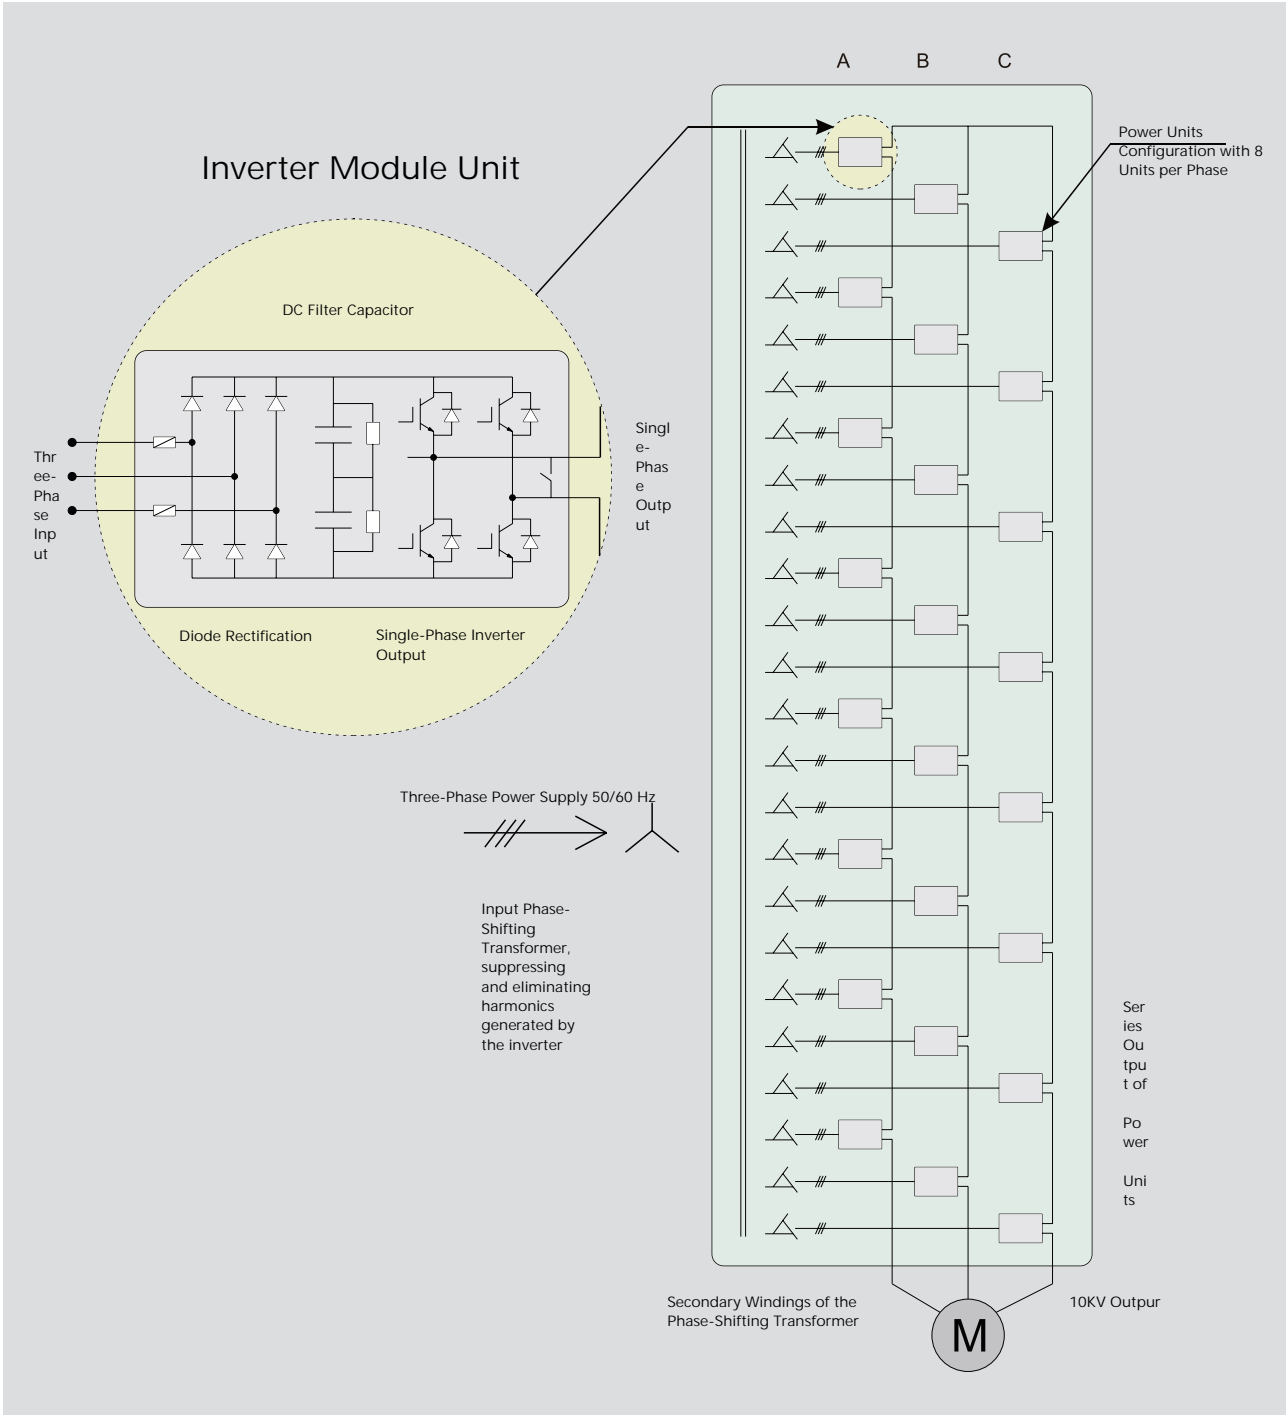 A B C
Power Units
Configuration with 8
Units per Phase
Inverter Module Unit
DC Filter Capacitor
Thr
ee-
Pha
se
Inp
ut
Singl
e-
Phas
e
Outp
ut
Diode Rectification
Single-Phase Inverter
Output
Three-Phase Power Supply 50/60 Hz
Input Phase-
Shifting
Transformer,
suppressing
and eliminating
harmonics
generated by
the inverter
Ser
ies
Ou
tpu
t of
Po
wer
Uni
ts
Secondary Windings of the
Phase-Shifting Transformer
10KV Outpur
M